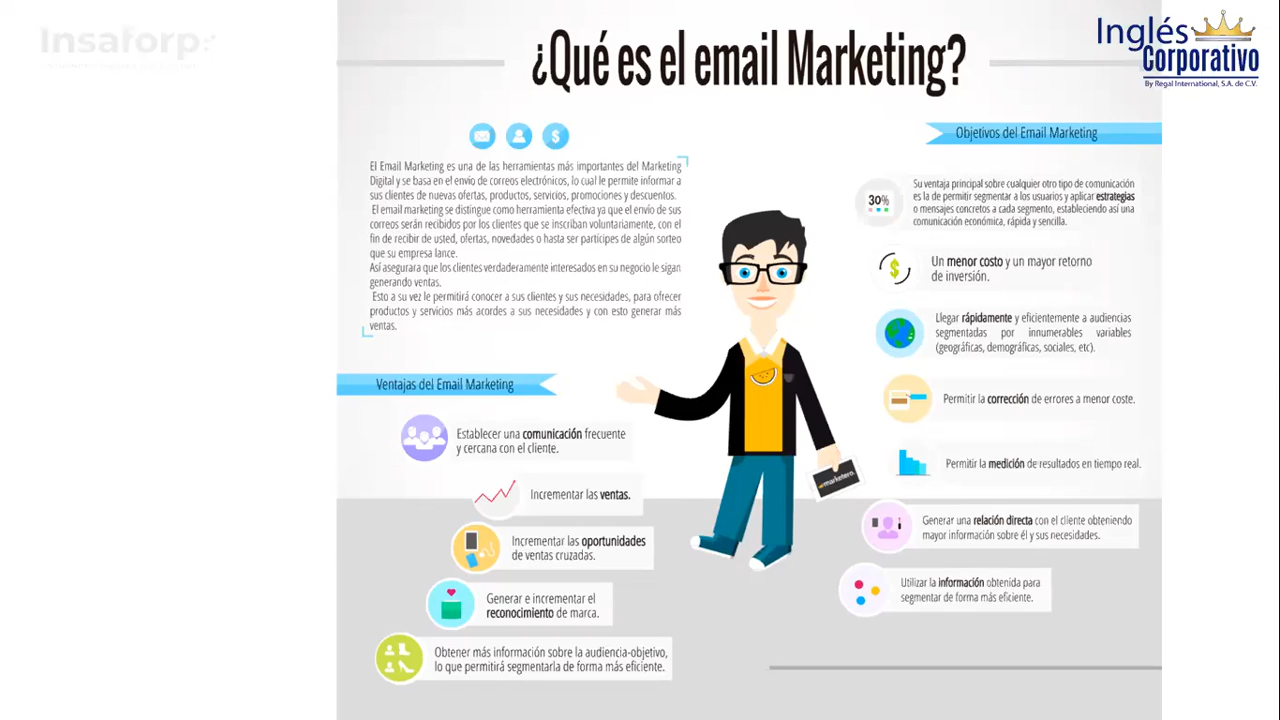 Insaforp
Inglés
Corporativo
By Regal International, S.A. de C.V.
¿Qué es el email Marketing?
El Email Marketing es una de las herramientas más importantes del Marketing
Digital y se basa en el envío de correos electrónicos, lo cual le permite informar a
sus clientes de nuevas ofertas, productos, servicios, promociones y descuentos.
El email marketing se distingue como herramienta efectiva ya que el envío de sus
correos serán recibidos por los clientes que se inscriban voluntariamente, con el
fin de recibir de usted, ofertas, novedades o hasta ser partícipes de algún sorteo
que su empresa lance.
Así asegurara que los clientes verdaderamente interesados en su negocio le sigan
generando ventas.
Esto a su vez le permitirá conocer a sus clientes y sus necesidades, para ofrecer
productos y servicios más acordes a sus necesidades y con esto generar más
ventas.
Ventajas del Email Marketing
Establecer una comunicación frecuente
y cercana con el cliente.
Incrementar las ventas.
Incrementar las oportunidades
de ventas cruzadas.
Generar e incrementar el
reconocimiento de marca.
Obtener más información sobre la audiencia-objetivo,
lo que permitirá segmentarla de forma más eficiente.
marketero.
Objetivos del Email Marketing
30%
Su ventaja principal sobre cualquier otro tipo de comunicación
es la de permitir segmentar a los usuarios y aplicar estrategias
o mensajes concretos a cada segmento, estableciendo así una
comunicación económica, rápida y sencilla.
$
Un menor costo y un mayor retorno
de inversión.
Llegar rápidamente y eficientemente a audiencias
segmentadas por innumerables variables
(geográficas, demográficas, sociales, etc).
Permitir la corrección de errores a menor coste.
Permitir la medición de resultados en tiempo real.
Generar una relación directa con el cliente obteniendo
mayor información sobre él y sus necesidades.
Utilizar la información obtenida para
segmentar de forma más eficiente.